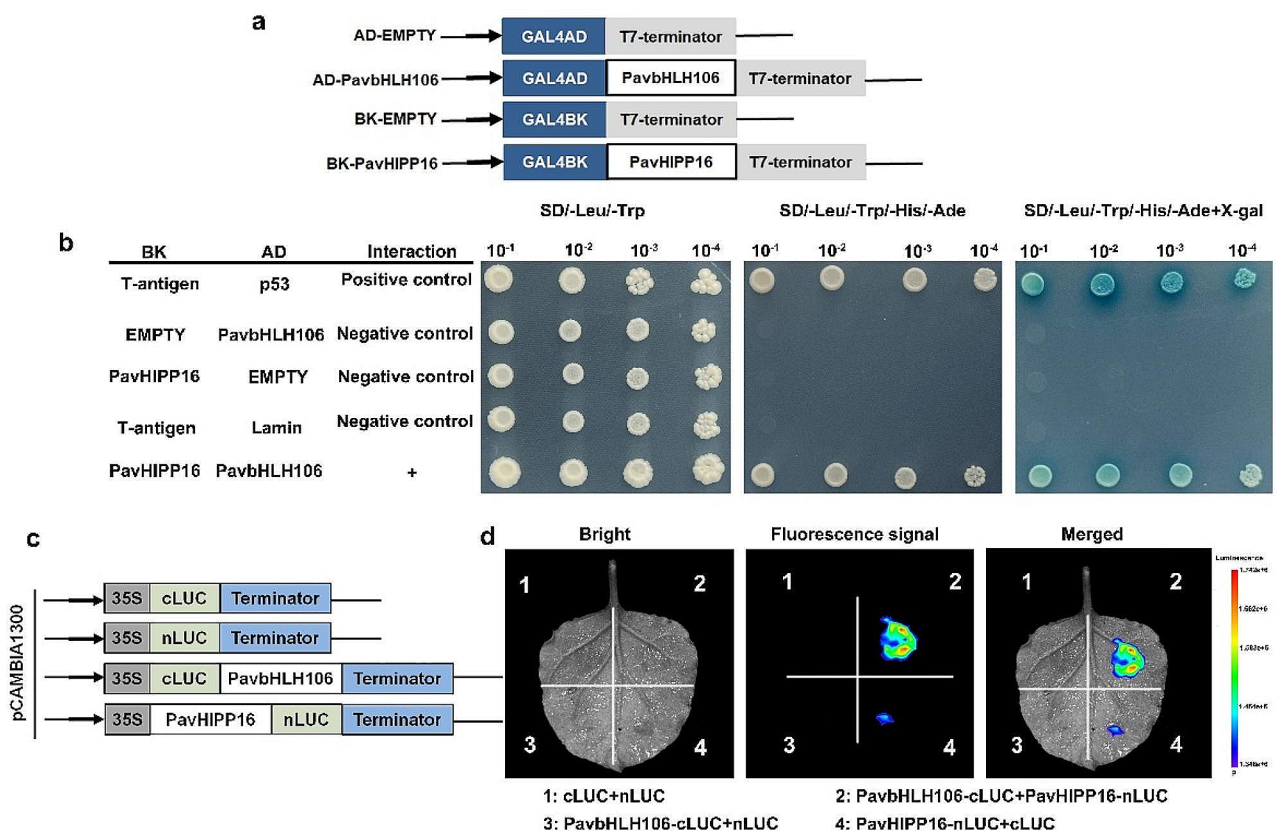 a
AD-EMPTY GAL4AD T7-terminator
AD-PavbHLH106 GAL4AD PavbHLH106 T7-terminator
BK-EMPTY GAL4BK T7-terminator
BK-PavHIPP16 GAL4BK PavHIPP16 T7-terminator
SD/-Leu/-Trp SD/-Leu/-Trp/-His/-Ade SD/-Leu/-Trp/-His/-Ade+X-gal
b BK AD Interaction 10⁻¹ 10⁻² 10⁻³ 10⁻⁴ 10⁻¹ 10⁻² 10⁻³ 10⁻⁴ 10⁻¹ 10⁻² 10⁻³ 10⁻⁴
T-antigen p53 Positive control
EMPTY PavbHLH106 Negative control
PavHIPP16 EMPTY Negative control
T-antigen Lamin Negative control
PavHIPP16 PavbHLH106 +
c
pCAMBIA1300
35S cLUC Terminator
35S nLUC Terminator
35S cLUC PavbHLH106 Terminator
35S PavHIPP16 nLUC Terminator
d Bright Fluorescence signal Merged
1 2 1 2 1 2
3 4 3 4 3 4
Luminescence
1: cLUC+nLUC 2: PavbHLH106-cLUC+PavHIPP16-nLUC
3: PavbHLH106-cLUC+nLUC 4: PavHIPP16-nLUC+cLUC